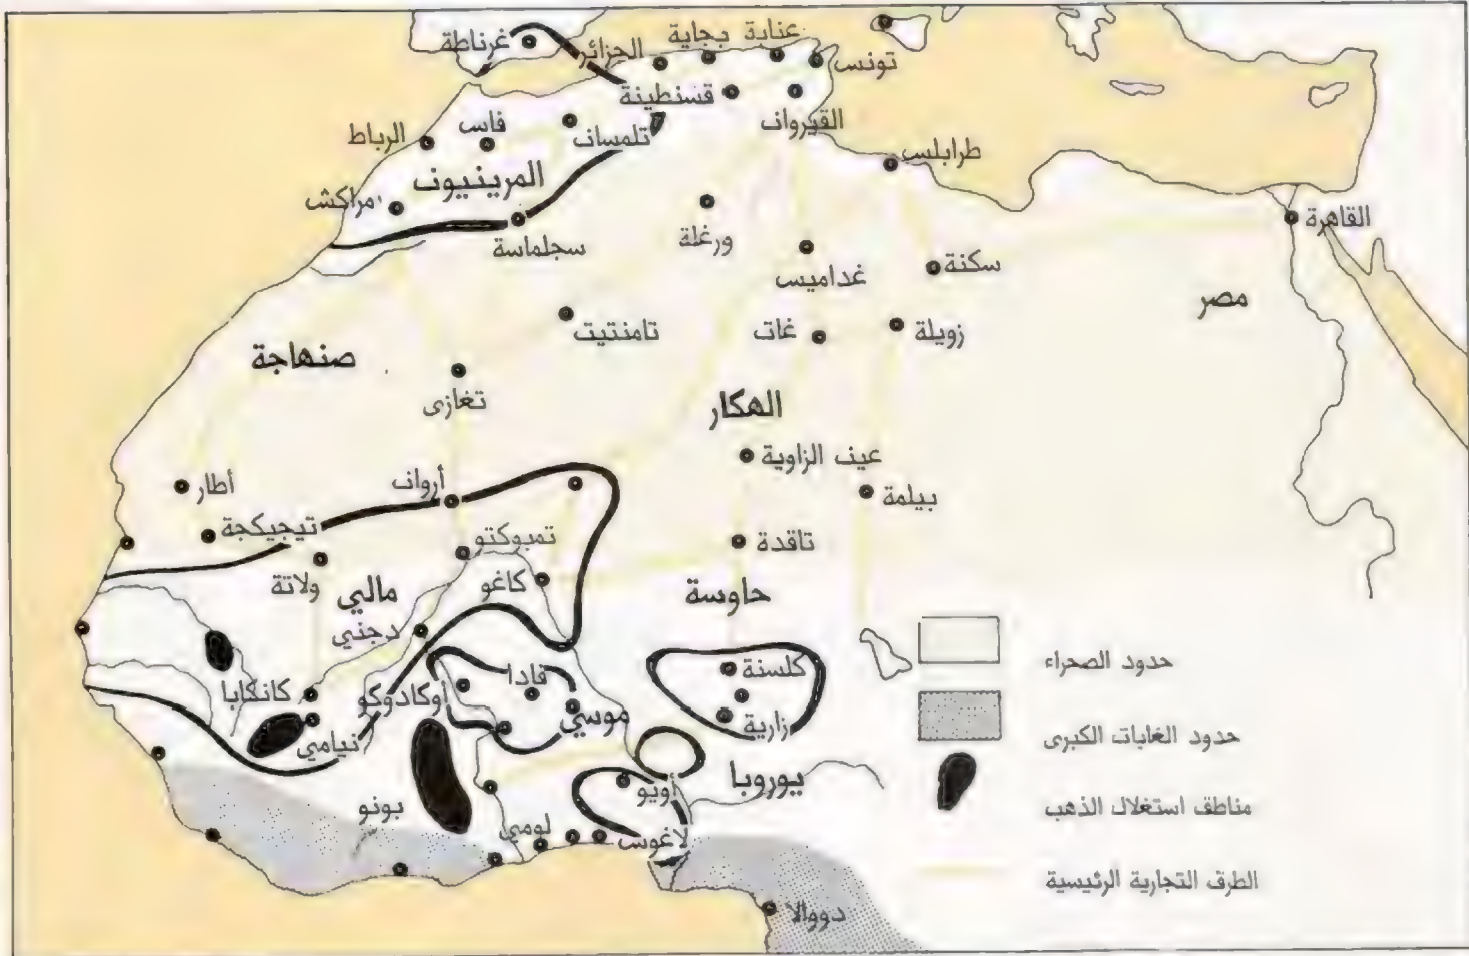 غرناطة
الجزائر
بجاية
عنابة
تونس
قسنطينة
القيروان
تلمسان
فاس
الرباط
المرينيون
مراكش
سجلماسة
طرابلس
ورغلة
غداميس
سكنة
القاهرة
مصر
زويلة
غات
تامنتيت
صنهاجة
تغازى
الهكار
عين الزاوية
بيلمة
أطار
أروان
تيجيكجة
تمبوكتو
تاقدة
ولاتة
مالي
كاغو
حاوسة
دجني
كانكابا
أوكادوكو
فادا
موسي
كلسنة
زارية
نيامي
يوروبا
أويو
بونو
لومي
لاغوس
دووالا
حدود الصحراء
حدود الغابات الكبرى
مناطق استغلال الذهب
الطرق التجارية الرئيسية